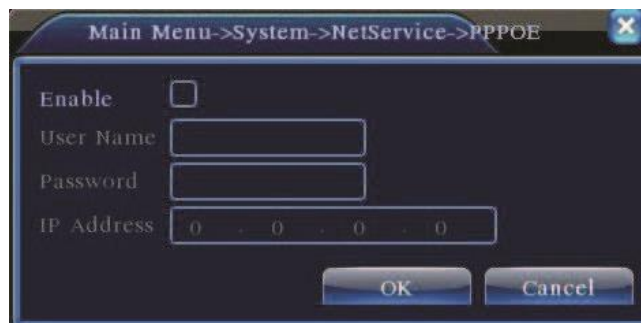 Main Menu->System->NetService->PPPOE
Enable
User Name
Password
IP Address 0 . 0 . 0 . 0
OK Cancel